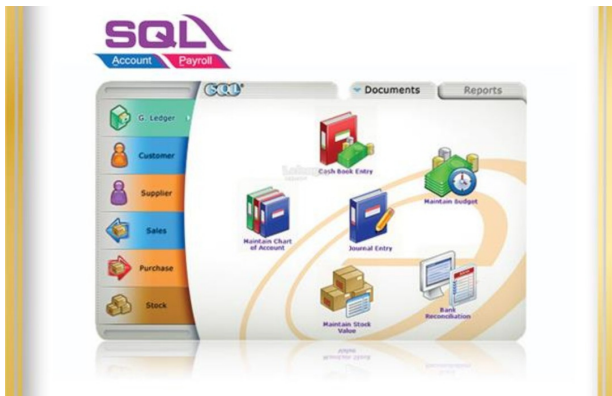 SQL
Account Payroll
SQL
Documents
Reports
G. Ledger
Customer
Supplier
Sales
Purchase
Stock
Cash Book Entry
Maintain Budget
Maintain Chart
of Account
Journal Entry
Maintain Stock
Value
Bank
Reconciliation